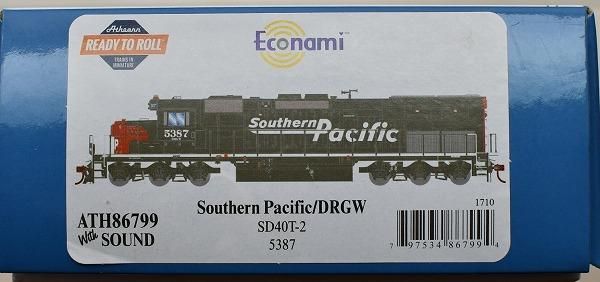 Athearn
READY TO ROLL
TRAINS IN
MINIATURE
Econami
5387
Southern Pacific
ATH86799
With SOUND
Southern Pacific/DRGW
SD40T-2
5387
1710
7 97534 86799 4